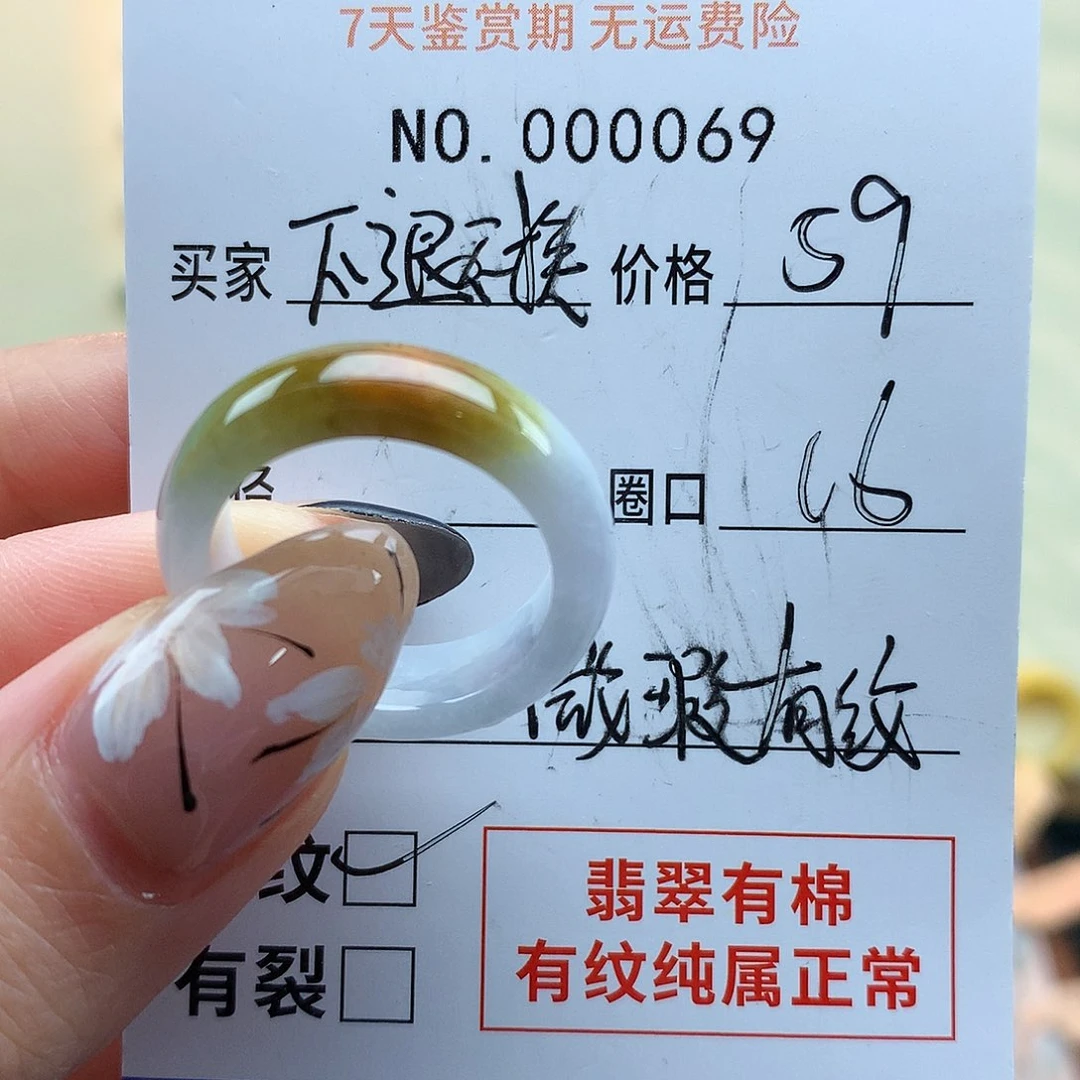 7天鉴赏期 无运费险
NO.000069
买家 不退不换 价格 59
圈口 16
瑕有纹
纹
有裂
翡翠有棉
有纹纯属正常